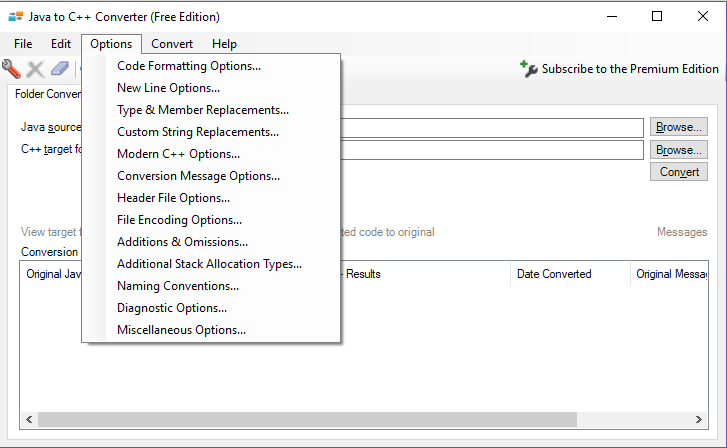 Java to C++ Converter (Free Edition)
File Edit Options Convert Help
Subscribe to the Premium Edition
Code Formatting Options...
New Line Options...
Type & Member Replacements...
Custom String Replacements...
Modern C++ Options...
Conversion Message Options...
Header File Options...
File Encoding Options...
Additions & Omissions...
Additional Stack Allocation Types...
Naming Conventions...
Diagnostic Options...
Miscellaneous Options...
Folder Convert
Java source Browse...
C++ target fo Browse...
Convert
View target f ted code to original Messages
Conversion
Original Jav - Results Date Converted Original Messag